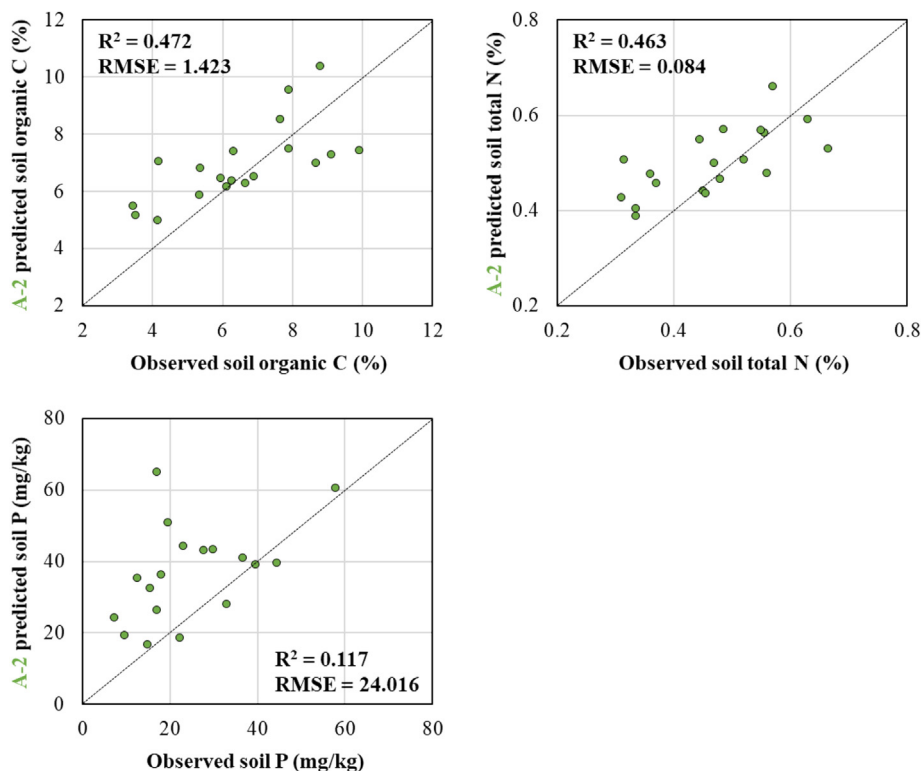 A-2 predicted soil organic C (%)
12
10
8
6
4
2
R² = 0.472
RMSE = 1.423
2 4 6 8 10 12
Observed soil organic C (%)
A-2 predicted soil total N (%)
0.8
0.6
0.4
0.2
R² = 0.463
RMSE = 0.084
0.2 0.4 0.6 0.8
Observed soil total N (%)
A-2 predicted soil P (mg/kg)
80
60
40
20
0
R² = 0.117
RMSE = 24.016
0 20 40 60 80
Observed soil P (mg/kg)